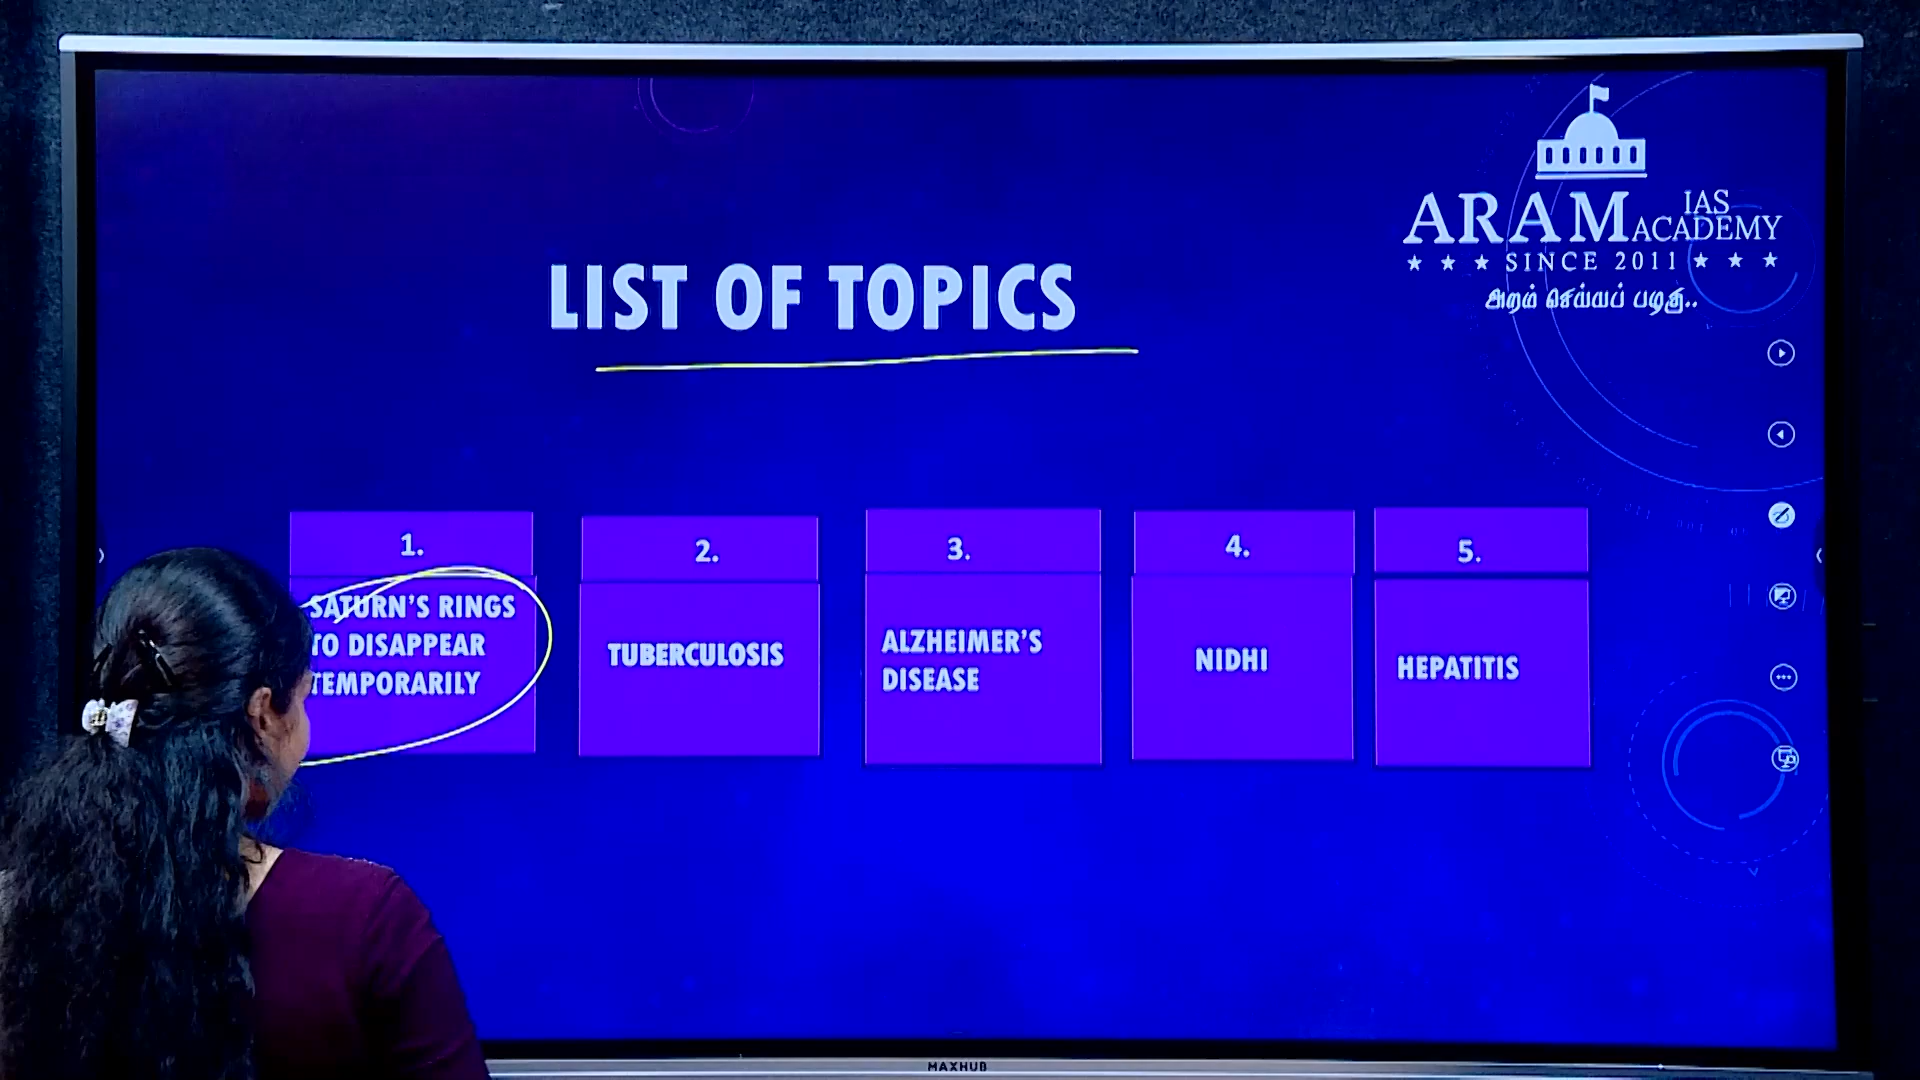 ARAM IAS ACADEMY
SINCE 2011
அறம் செய்யப் பழகு..
LIST OF TOPICS
1.
SATURN'S RINGS
TO DISAPPEAR
TEMPORARILY
2.
TUBERCULOSIS
3.
ALZHEIMER'S
DISEASE
4.
NIDHI
5.
HEPATITIS
MAXHUB